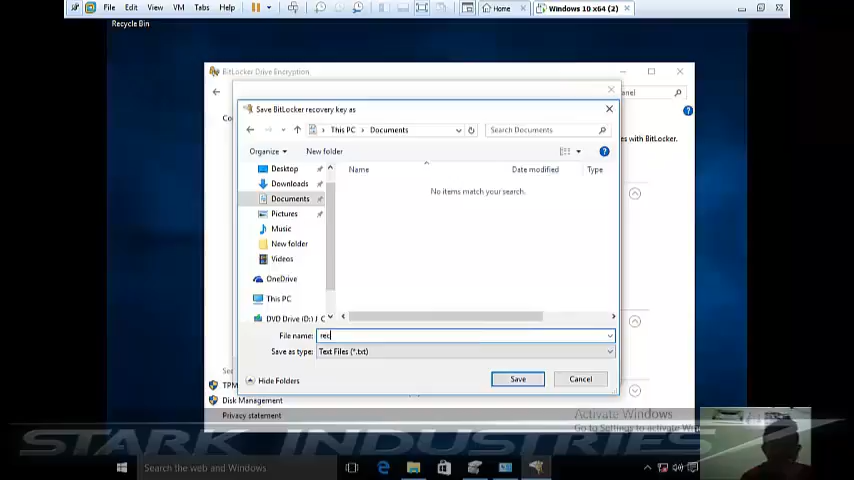 File Edit View VM Tabs Help
Home
Windows 10 x64 (2)
Recycle Bin
BitLocker Drive Encryption
Save BitLocker recovery key as
This PC Documents
Search Documents
es with BitLocker.
Organize New folder
Name Date modified Type
No items match your search.
Desktop
Downloads
Documents
Pictures
Music
New folder
Videos
OneDrive
This PC
DVD Drive (D:) J_C
File name: rec
Save as type: Text Files (*.txt)
Hide Folders
Save Cancel
TPM
Disk Management
Privacy statement
Activate Windows
Go to Settings to activate
STARK INDUSTRIES
Search the web and Windows